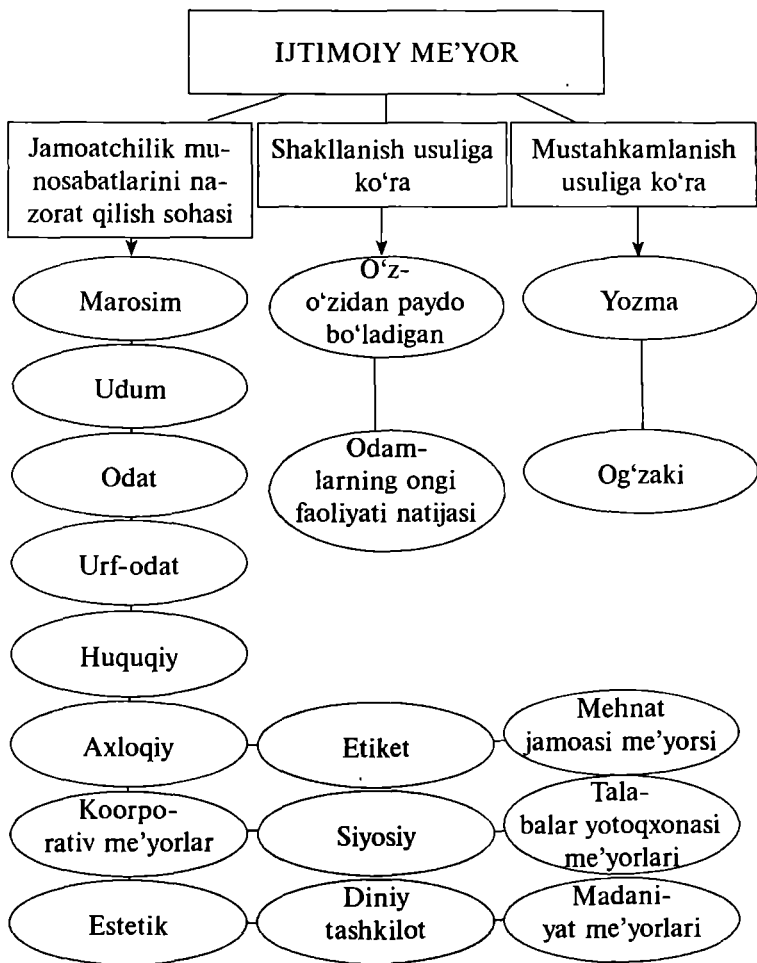 IJTIMOIY ME’YOR
Jamoatchilik mu-
nosabatlarini na-
zorat qilish sohasi
Shakllanish usuliga
ko‘ra
Mustahkamlanish
usuliga ko‘ra
Marosim
Udum
Odat
Urf-odat
Huquqiy
O‘z-
o‘zidan paydo
bo‘ladigan
Odam-
larning ongi
faoliyati natijasi
Yozma
Og‘zaki
Axloqiy
Etiket
Mehnat
jamoasi me’yorsi
Koorpo-
rativ me’yorlar
Siyosiy
Tala-
balar yotoqxonasi
me’yorlari
Estetik
Diniy
tashkilot
Madani-
yat me’yorlari